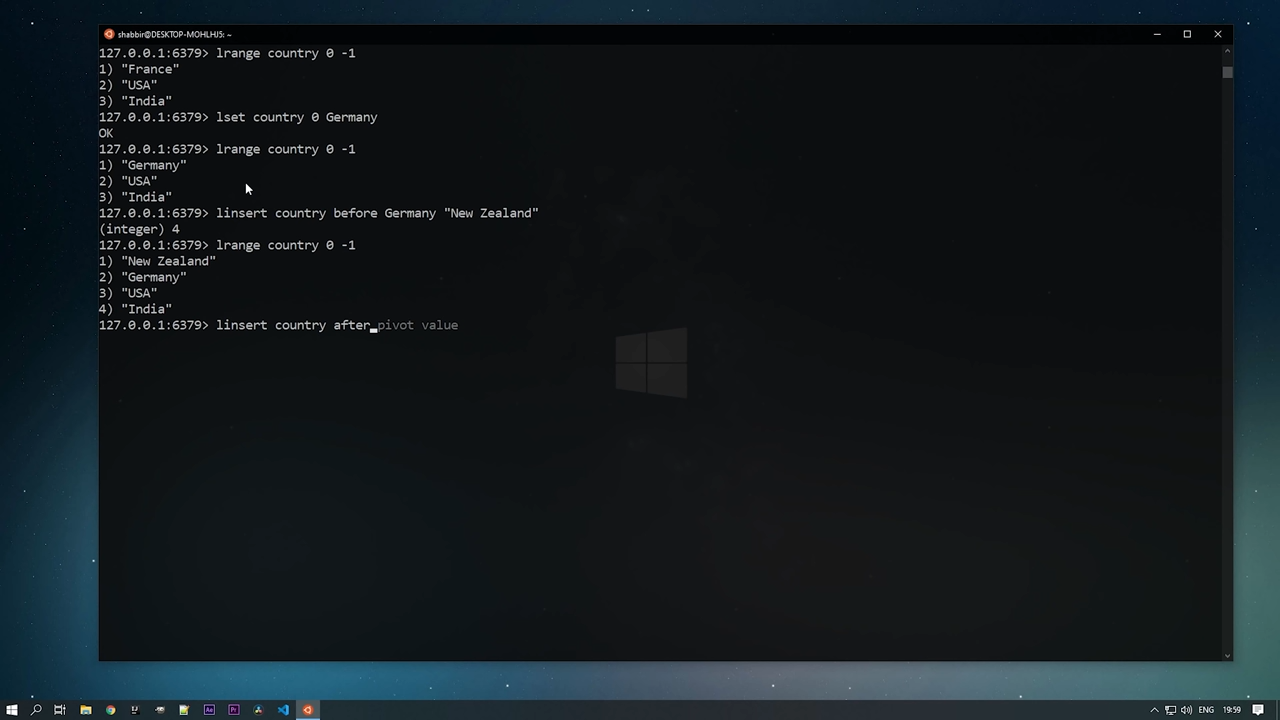 shabbir@DESKTOP-MOHLHJ5: ~
127.0.0.1:6379> lrange country 0 -1
1) "France"
2) "USA"
3) "India"
127.0.0.1:6379> lset country 0 Germany
OK
127.0.0.1:6379> lrange country 0 -1
1) "Germany"
2) "USA"
3) "India"
127.0.0.1:6379> linsert country before Germany "New Zealand"
(integer) 4
127.0.0.1:6379> lrange country 0 -1
1) "New Zealand"
2) "Germany"
3) "USA"
4) "India"
127.0.0.1:6379> linsert country after pivot value
Ae Pr ENG 19:59